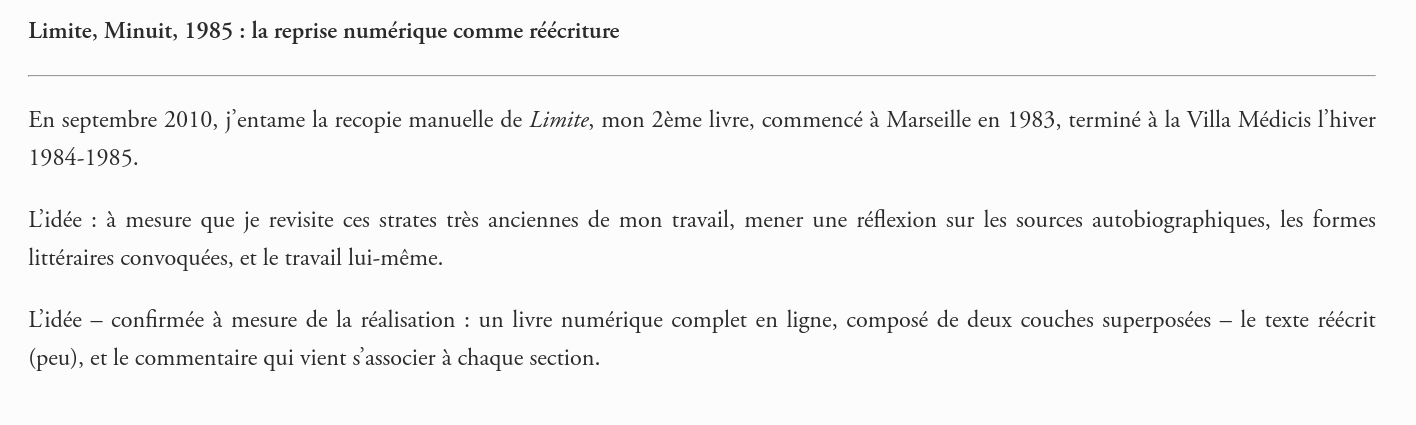 Limite, Minuit, 1985 : la reprise numérique comme réécriture
En septembre 2010, j’entame la recopie manuelle de Limite, mon 2ème livre, commencé à Marseille en 1983, terminé à la Villa Médicis l’hiver
1984-1985.
L’idée : à mesure que je revisite ces strates très anciennes de mon travail, mener une réflexion sur les sources autobiographiques, les formes
littéraires convoquées, et le travail lui-même.
L’idée – confirmée à mesure de la réalisation : un livre numérique complet en ligne, composé de deux couches superposées – le texte réécrit
(peu), et le commentaire qui vient s’associer à chaque section.